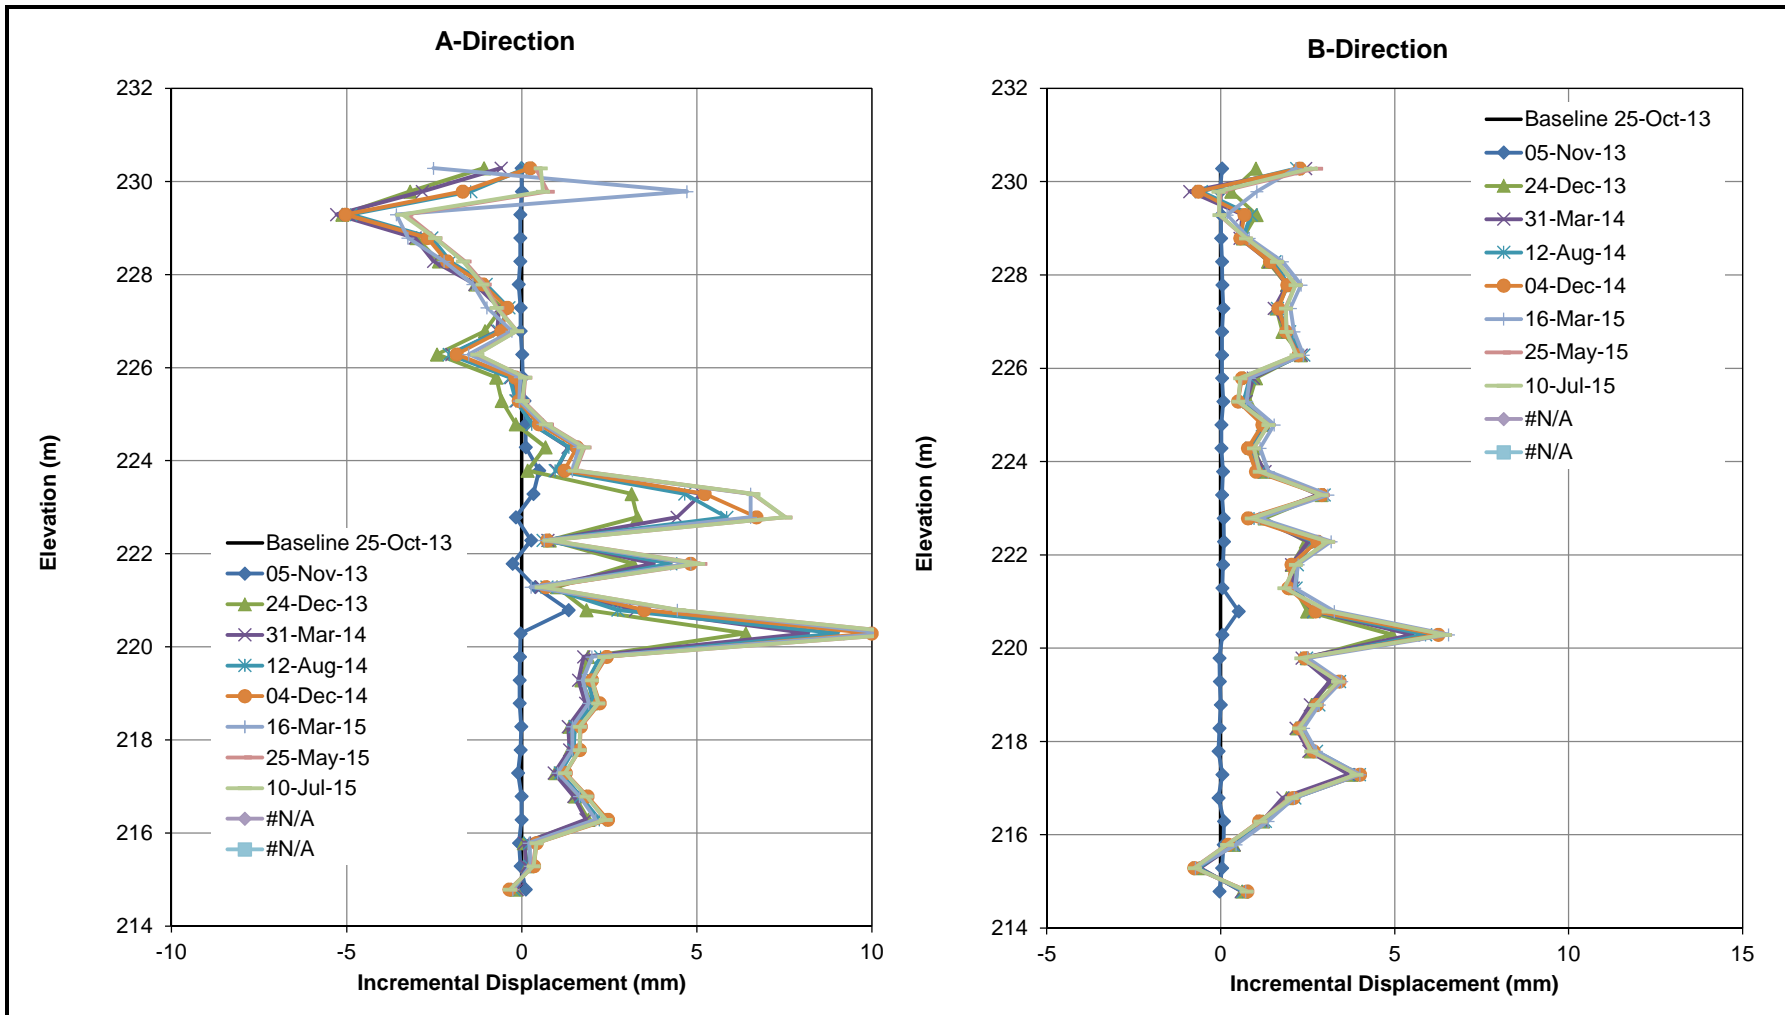 A-Direction
232
230
228
226
224
222
220
218
216
214
-10
-5
0
5
10
Elevation (m)
Incremental Displacement (mm)
Baseline 25-Oct-13
05-Nov-13
24-Dec-13
31-Mar-14
12-Aug-14
04-Dec-14
16-Mar-15
25-May-15
10-Jul-15
#N/A
#N/A
B-Direction
232
230
228
226
224
222
220
218
216
214
-5
0
5
10
15
Elevation (m)
Incremental Displacement (mm)
Baseline 25-Oct-13
05-Nov-13
24-Dec-13
31-Mar-14
12-Aug-14
04-Dec-14
16-Mar-15
25-May-15
10-Jul-15
#N/A
#N/A